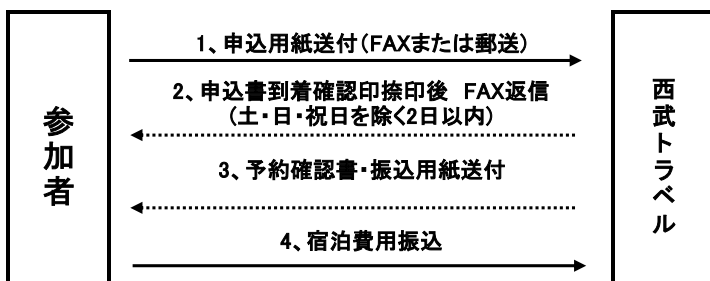 1、申込用紙送付（FAXまたは郵送）
2、申込書到着確認印捺印後　FAX返信
（土・日・祝日を除く2日以内）
3、予約確認書・振込用紙送付
4、宿泊費用振込
参加者
西武トラベル